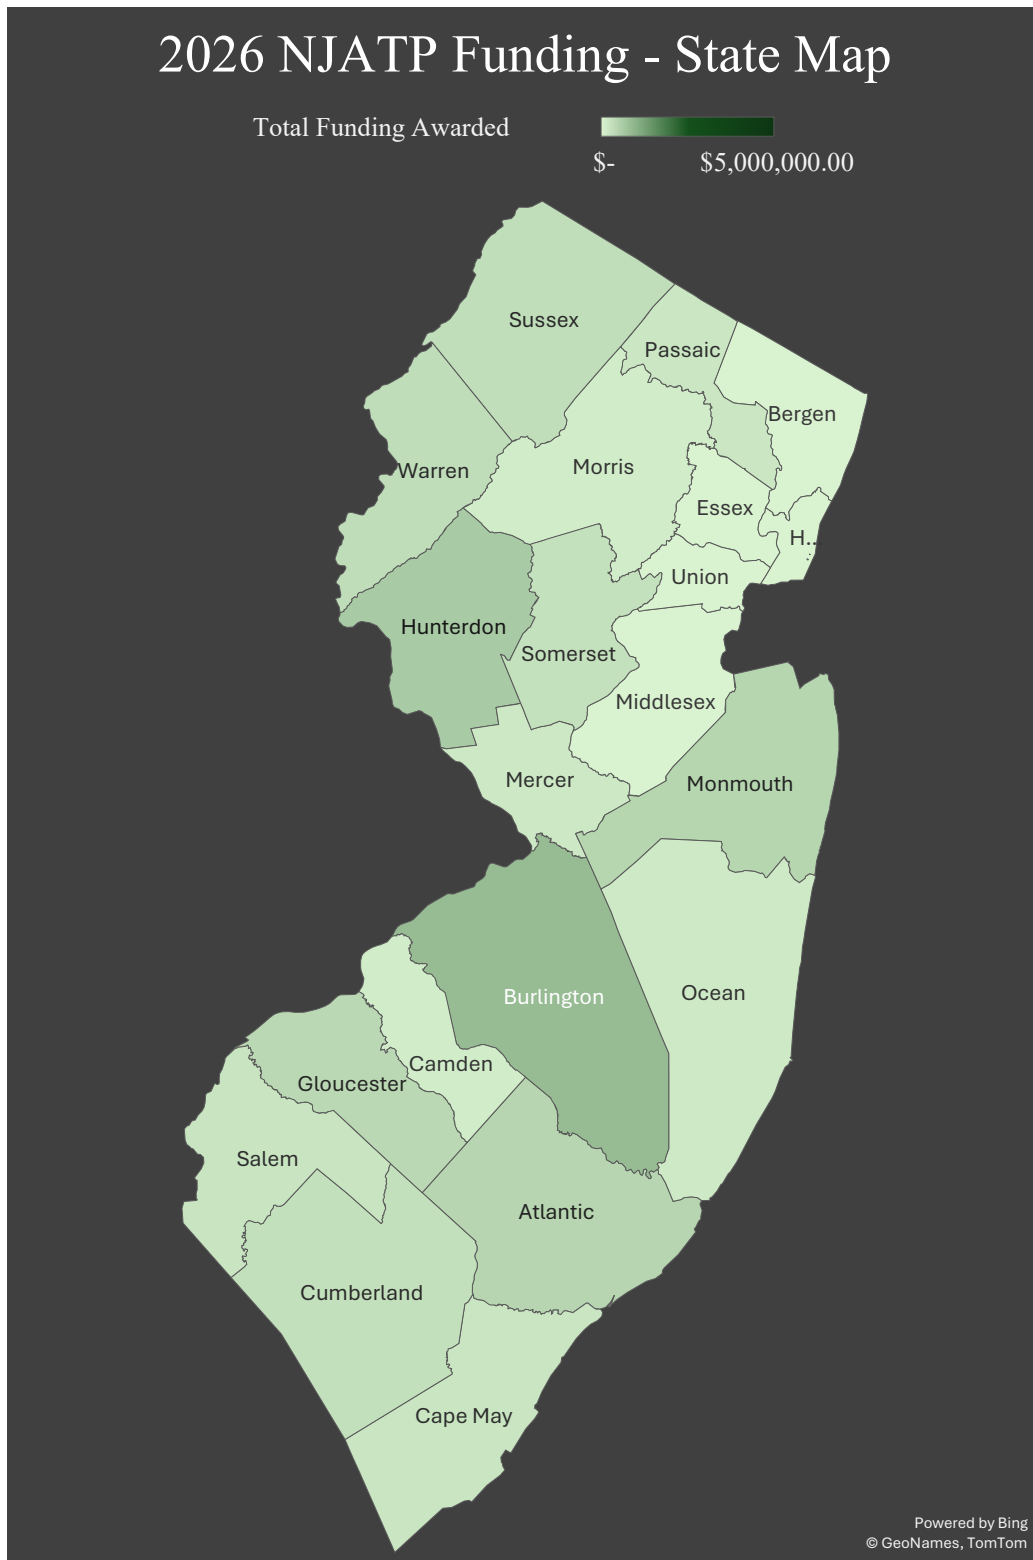 2026 NJATP Funding - State Map
Total Funding Awarded
$-
$5,000,000.00
Sussex
Passaic
Bergen
Warren
Morris
Essex
H...
Union
Hunterdon
Somerset
Middlesex
Mercer
Monmouth
Burlington
Ocean
Camden
Gloucester
Salem
Atlantic
Cumberland
Cape May
Powered by Bing
© GeoNames, TomTom